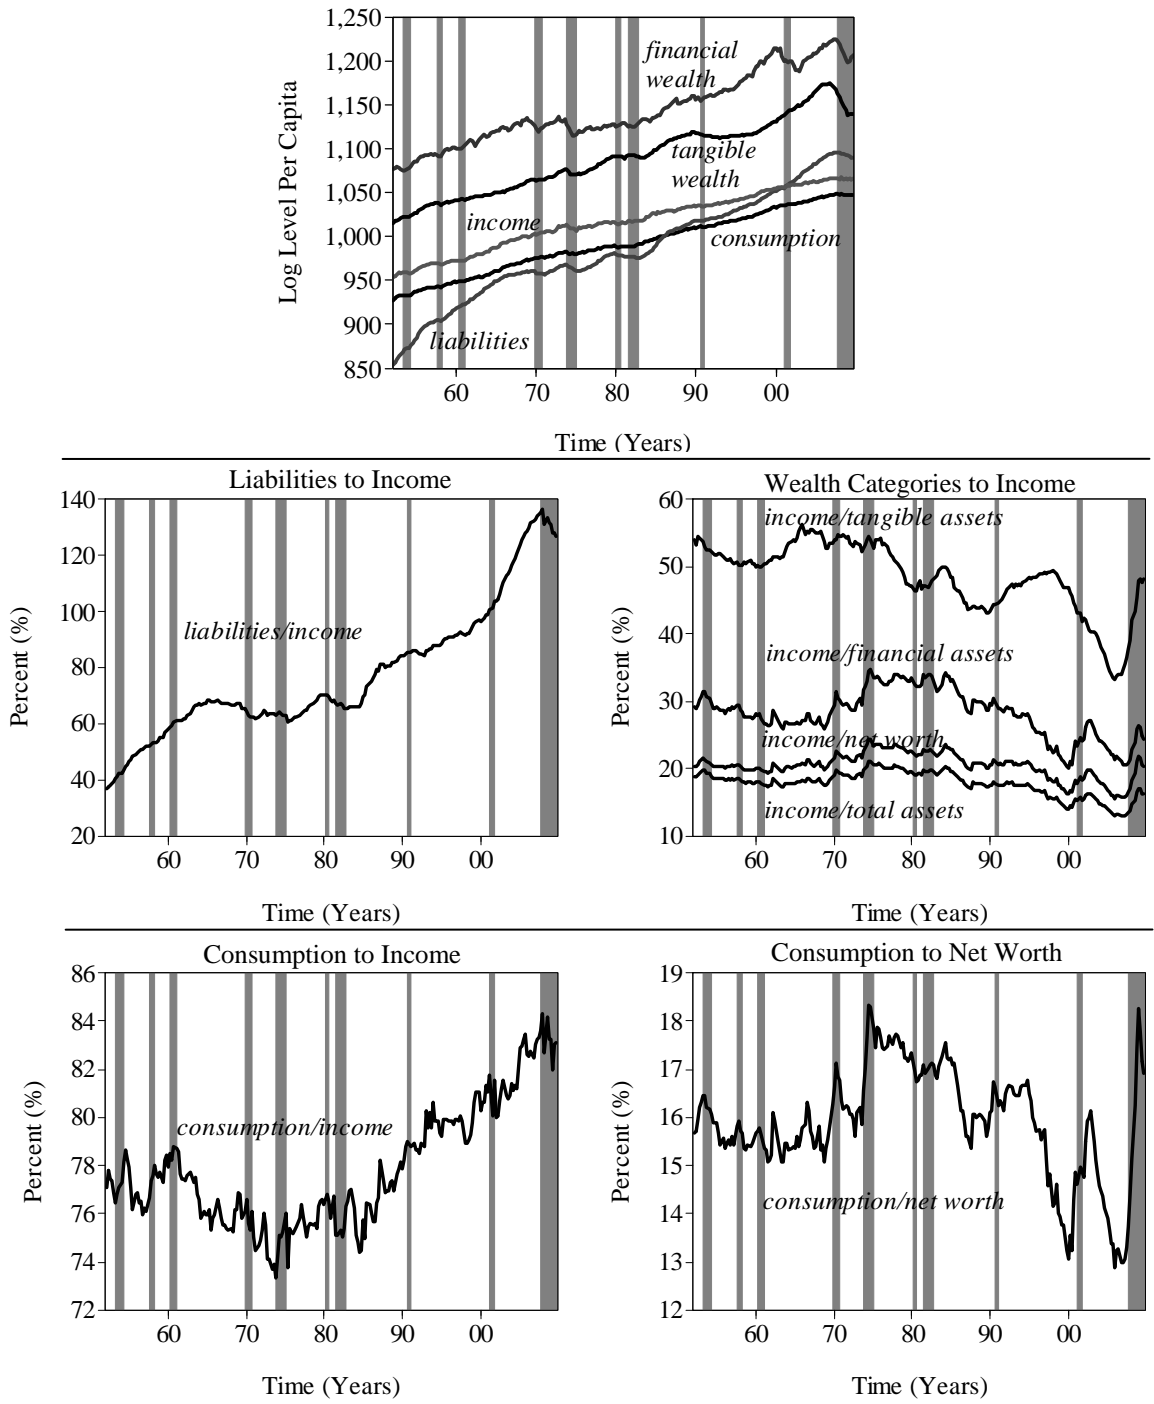 1,250
1,200
1,150
1,100
1,050
1,000
950
900
850
Log Level Per Capita
financial
wealth
tangible
wealth
income
consumption
liabilities
60 70 80 90 00
Time (Years)
Liabilities to Income
140
120
100
80
60
40
20
Percent (%)
liabilities/income
60 70 80 90 00
Time (Years)
Wealth Categories to Income
60
50
40
30
20
10
Percent (%)
income/tangible assets
income/financial assets
income/net worth
income/total assets
60 70 80 90 00
Time (Years)
Consumption to Income
86
84
82
80
78
76
74
72
Percent (%)
consumption/income
60 70 80 90 00
Time (Years)
Consumption to Net Worth
19
18
17
16
15
14
13
12
Percent (%)
consumption/net worth
60 70 80 90 00
Time (Years)